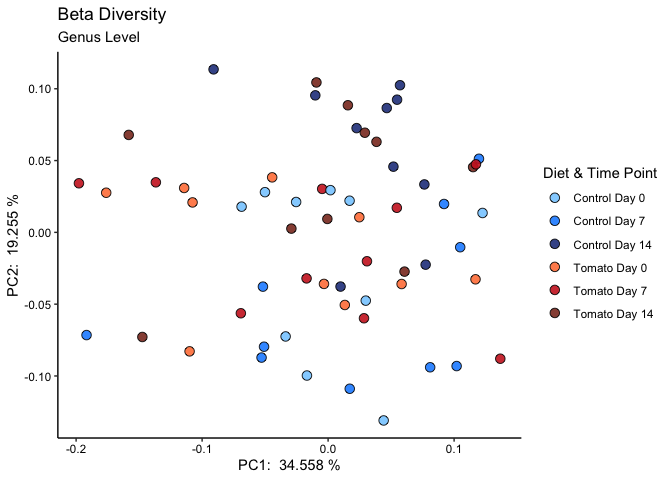 Beta Diversity
Genus Level
0.10
0.05
0.00
-0.05
-0.10
PC2:  19.255 %
-0.2
-0.1
0.0
0.1
PC1:  34.558 %
Diet & Time Point
Control Day 0
Control Day 7
Control Day 14
Tomato Day 0
Tomato Day 7
Tomato Day 14